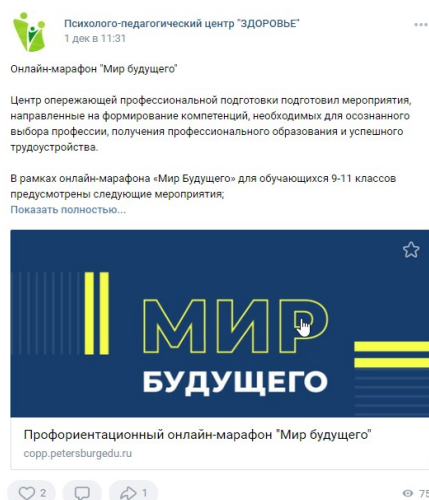 Психолого-педагогический центр "ЗДОРОВЬЕ"
1 дек в 11:31
Онлайн-марафон "Мир будущего"
Центр опережающей профессиональной подготовки подготовил мероприятия,
направленные на формирование компетенций, необходимых для осознанного
выбора профессии, получения профессионального образования и успешного
трудоустройства.
В рамках онлайн-марафона «Мир Будущего» для обучающихся 9-11 классов
предусмотрены следующие мероприятия;
Показать полностью...
МИР
БУДУЩЕГО
Профориентационный онлайн-марафон "Мир будущего"
copp.petersburgedu.ru
2
1
75